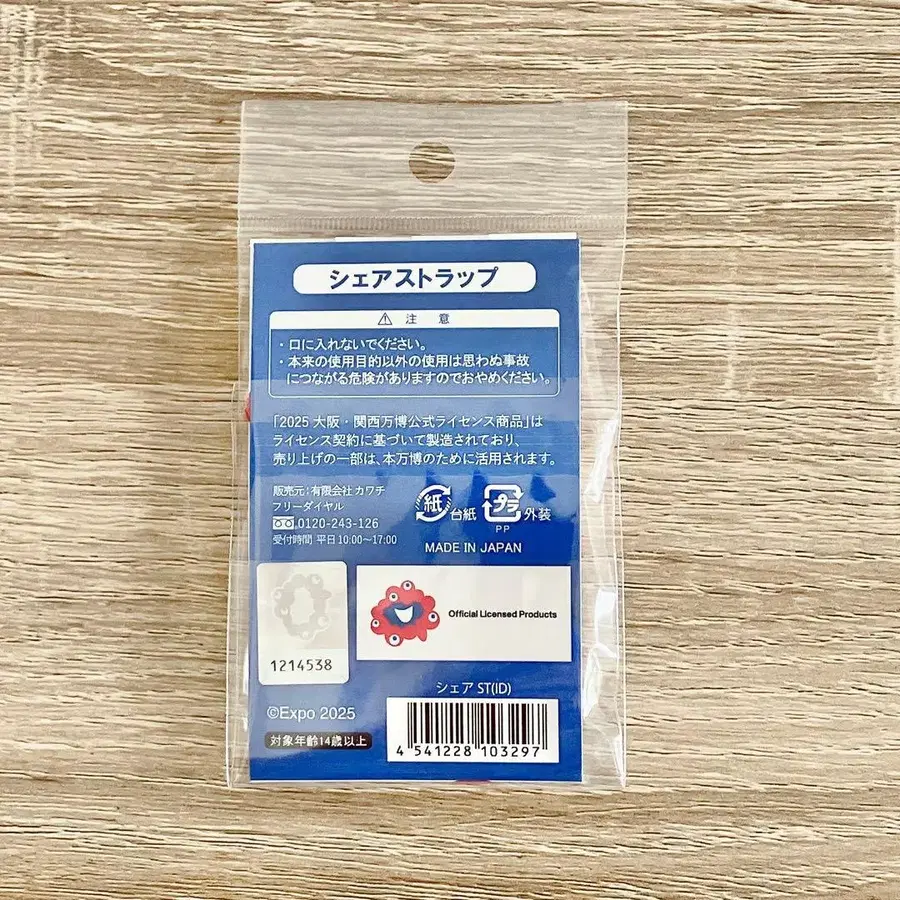 シェアストラップ
⚠ 注 意
・口に入れないでください。
・本来の使用目的以外の使用は思わぬ事故
につながる危険がありますのでおやめください。
「2025 大阪・関西万博公式ライセンス商品」は
ライセンス契約に基づいて製造されており、
売り上げの一部は、本万博のために活用されます。
販売元：有限会社 カワチ
フリーダイヤル
0120-243-126
受付時間 平日 10:00～17:00
紙 台紙
プラ 外装
PP
MADE IN JAPAN
1214538
Official Licensed Products
©Expo 2025
対象年齢14歳以上
シェア ST(ID)
4 541228 103297